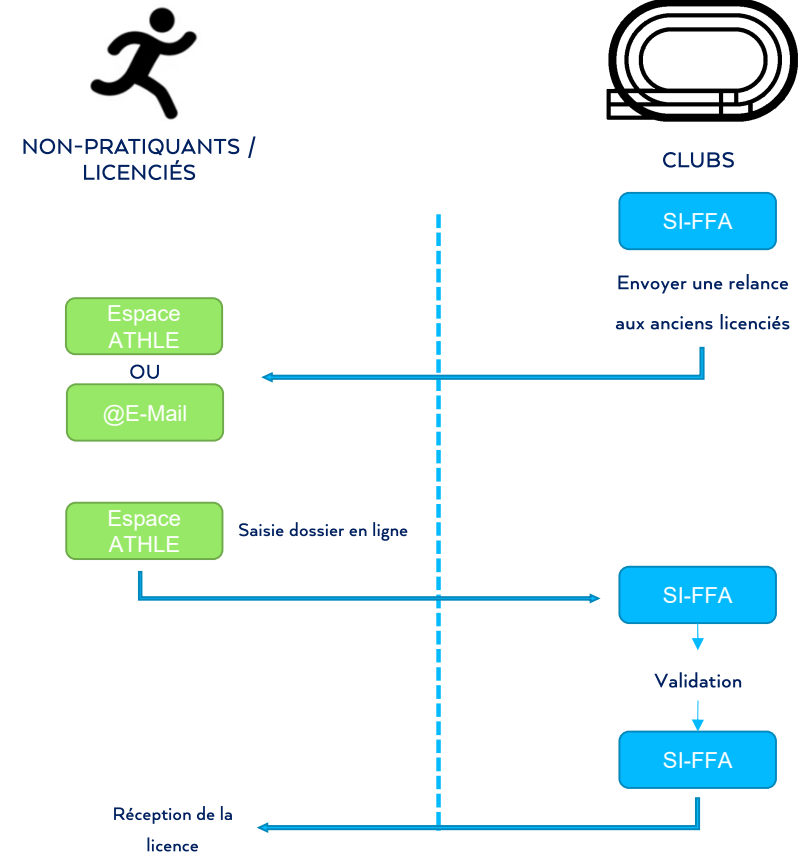 NON-PRATIQUANTS /
LICENCIÉS
CLUBS
SI-FFA
Envoyer une relance
aux anciens licenciés
Espace
ATHLE
OU
@E-Mail
Espace
ATHLE
Saisie dossier en ligne
SI-FFA
Validation
SI-FFA
Réception de la
licence